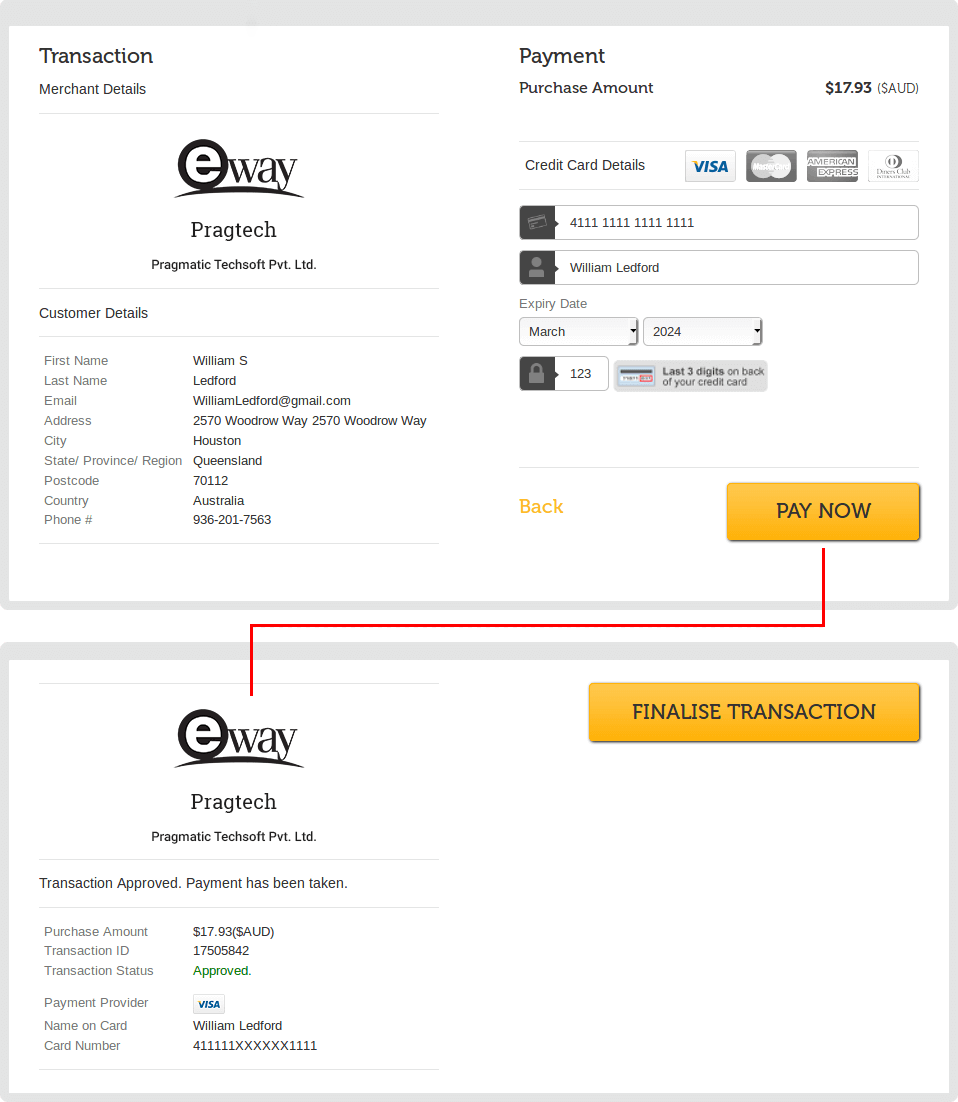 Transaction
Merchant Details
eway
Pragtech
Pragmatic Techsoft Pvt. Ltd.
Customer Details
First Name William S
Last Name Ledford
Email WilliamLedford@gmail.com
Address 2570 Woodrow Way 2570 Woodrow Way
City Houston
State/ Province/ Region Queensland
Postcode 70112
Country Australia
Phone # 936-201-7563
Payment
Purchase Amount $17.93 ($AUD)
Credit Card Details VISA MasterCard AMERICAN EXPRESS Diners Club INTERNATIONAL
4111 1111 1111 1111
William Ledford
Expiry Date
March 2024
123 Last 3 digits on back
of your credit card
Back PAY NOW
eway
Pragtech
Pragmatic Techsoft Pvt. Ltd.
FINALISE TRANSACTION
Transaction Approved. Payment has been taken.
Purchase Amount $17.93($AUD)
Transaction ID 17505842
Transaction Status Approved.
Payment Provider VISA
Name on Card William Ledford
Card Number 411111XXXXXX1111